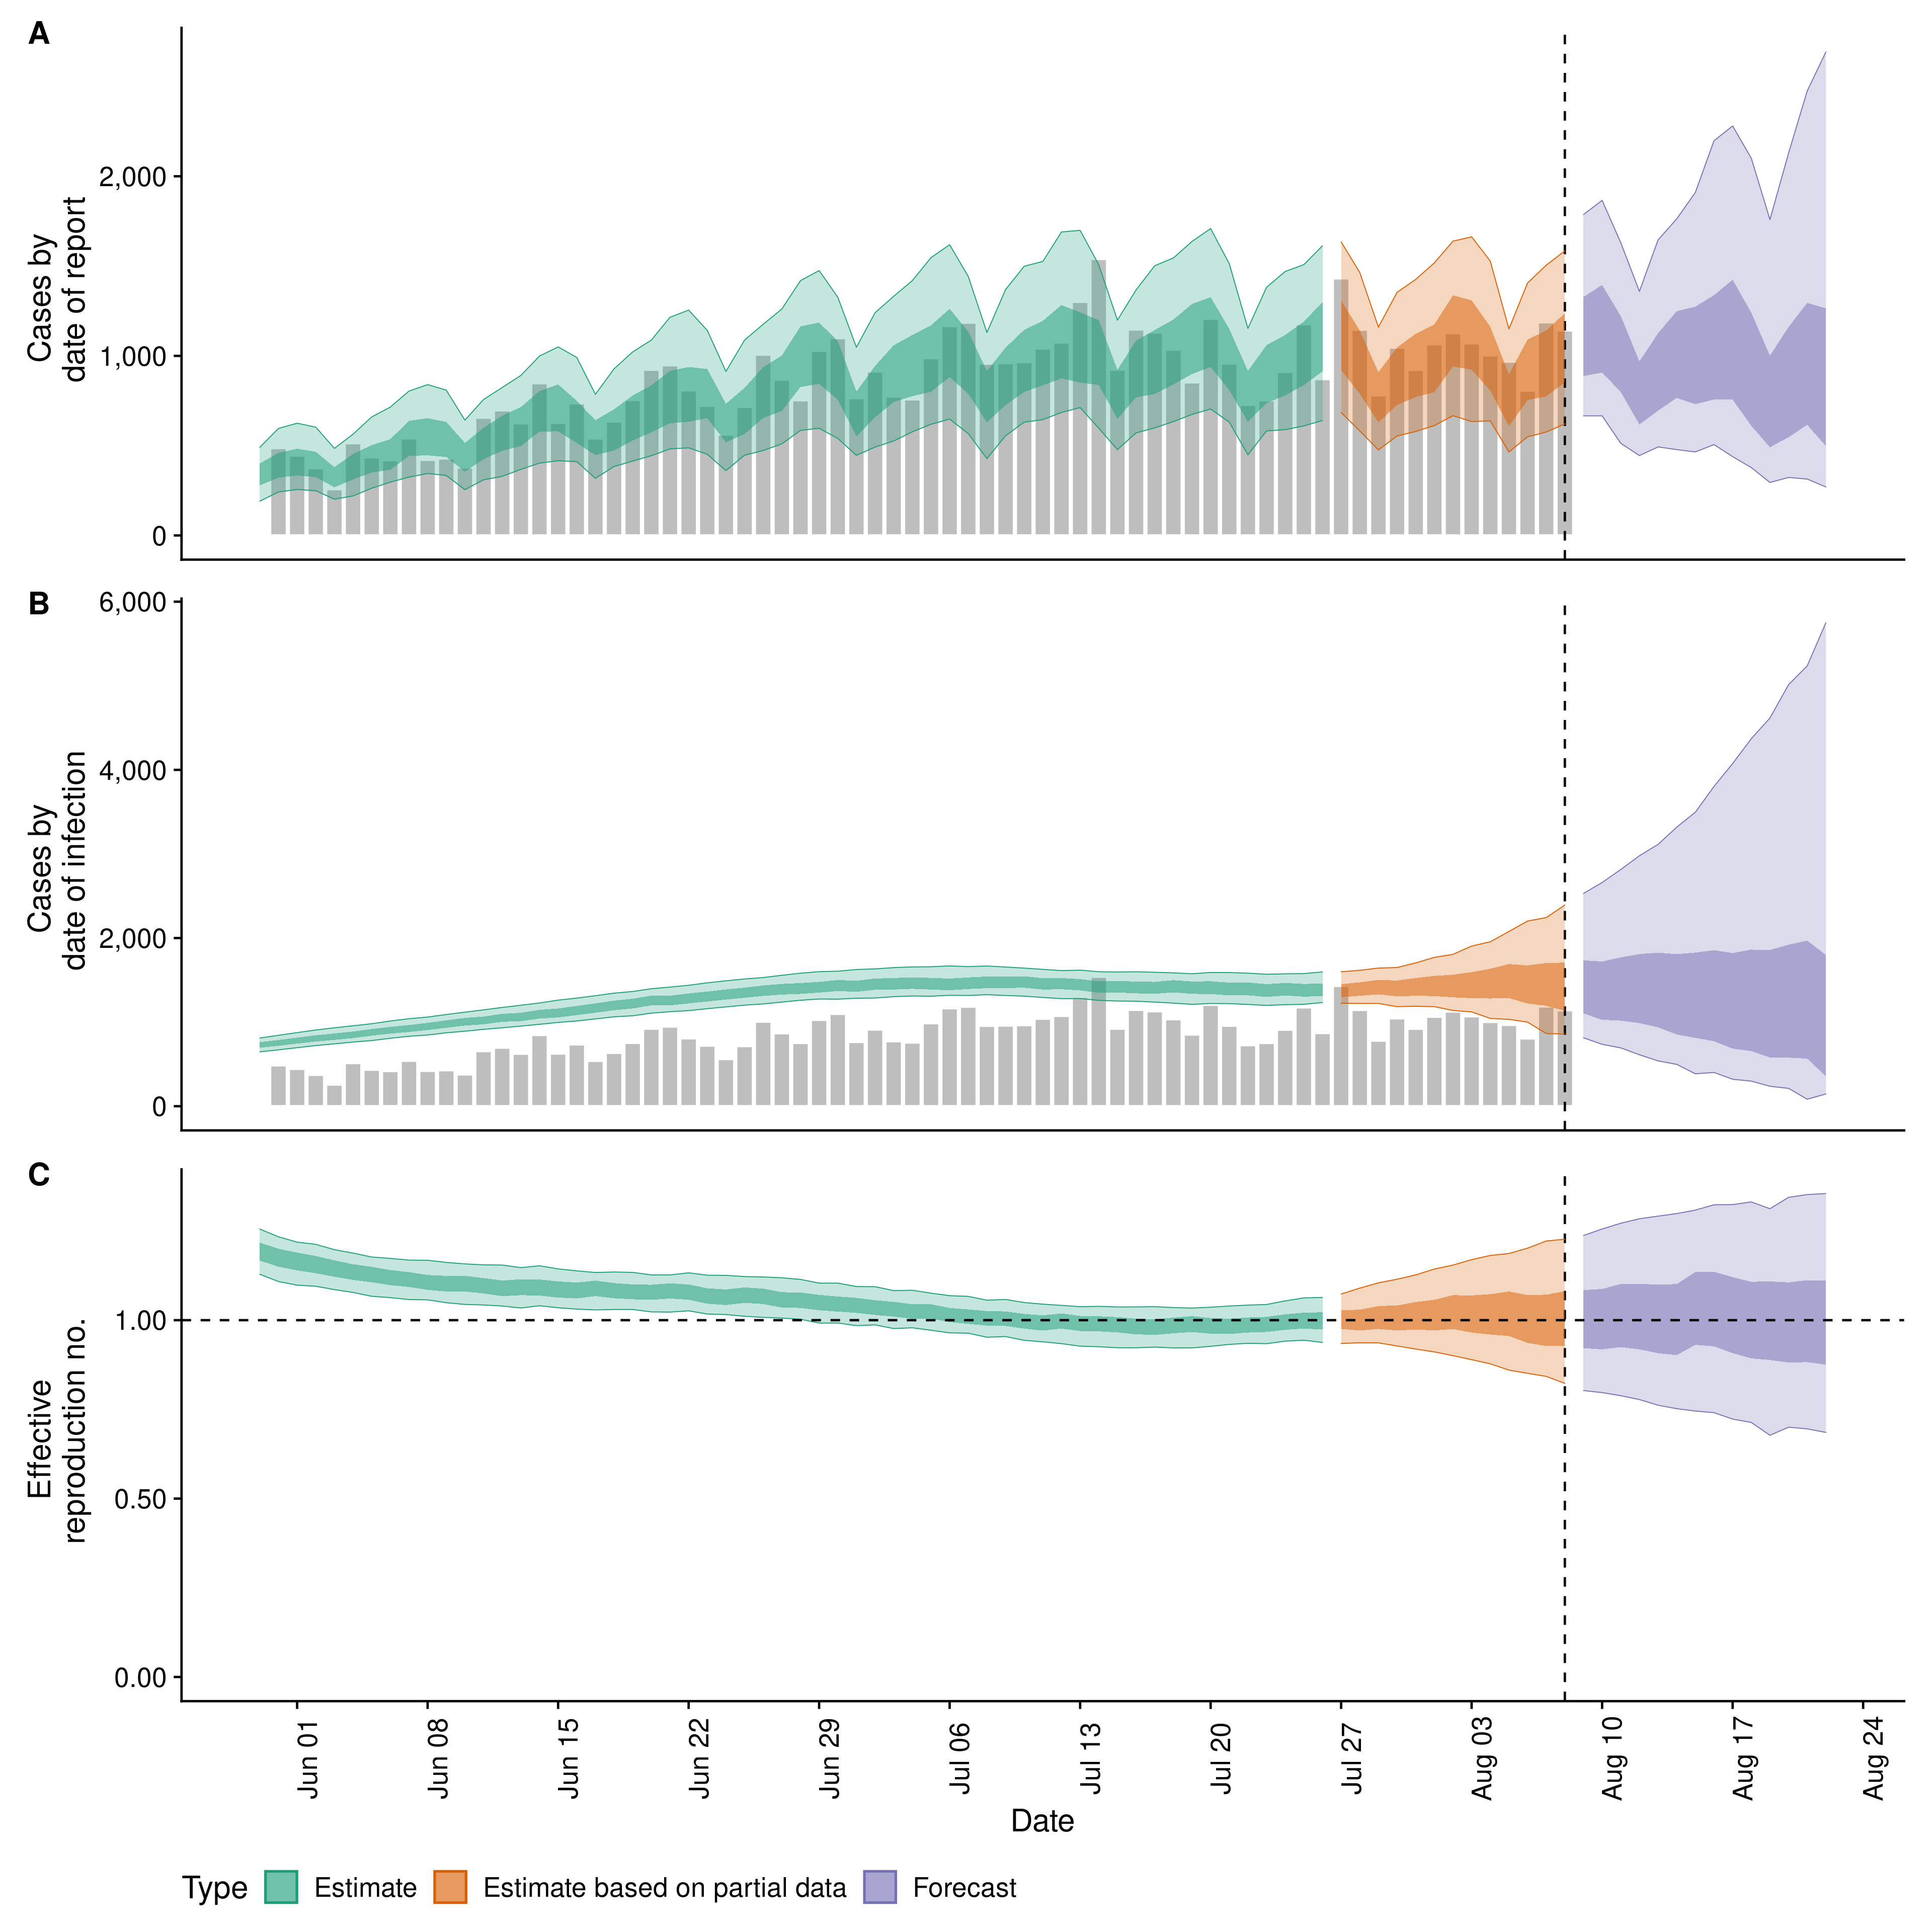 A
Cases by
date of report
2,000
1,000
0
B
Cases by
date of infection
6,000
4,000
2,000
0
C
Effective
reproduction no.
1.00
0.50
0.00
Jun 01
Jun 08
Jun 15
Jun 22
Jun 29
Jul 06
Jul 13
Jul 20
Jul 27
Aug 03
Aug 10
Aug 17
Aug 24
Date
Type Estimate Estimate based on partial data Forecast